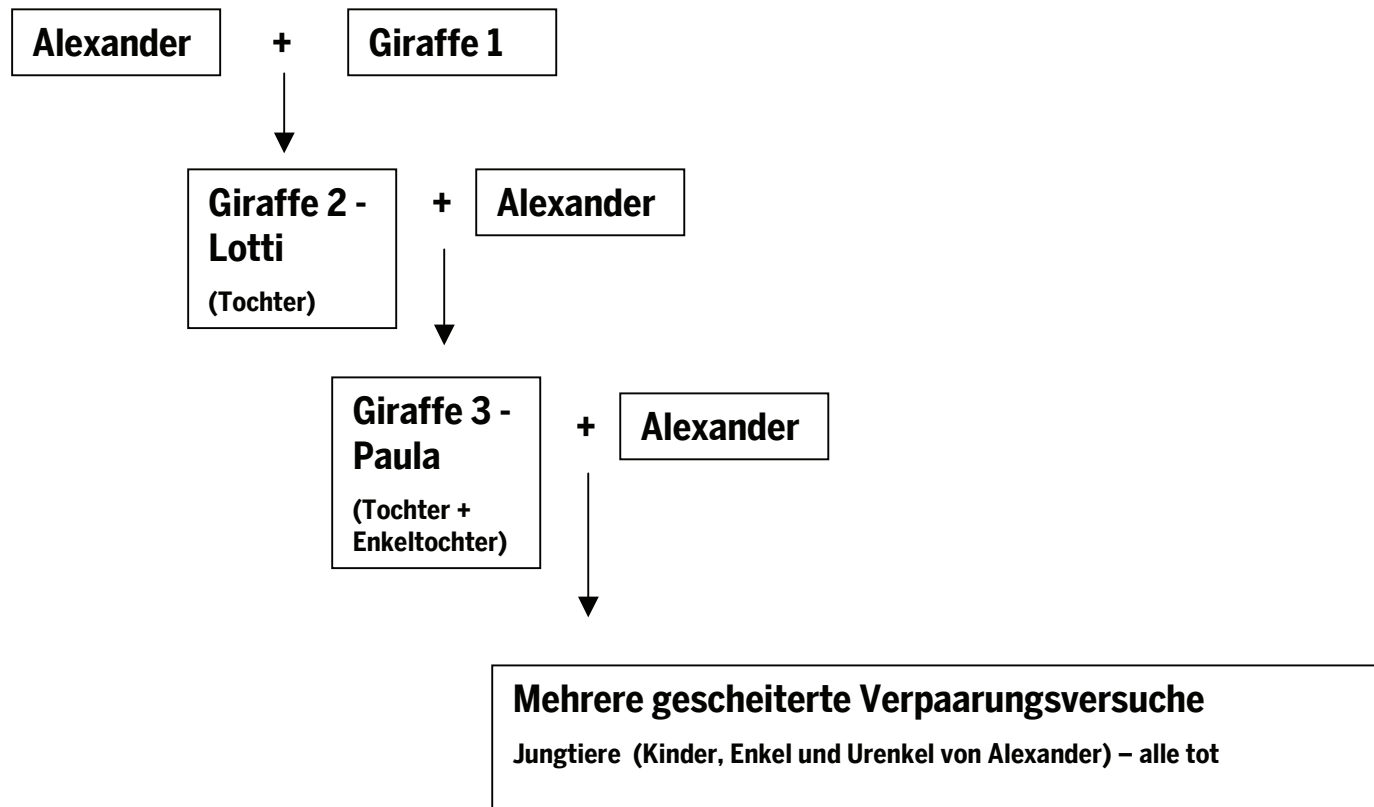 Alexander + Giraffe 1
Giraffe 2 -
Lotti
(Tochter)
+ Alexander
Giraffe 3 -
Paula
(Tochter +
Enkeltochter)
+ Alexander
Mehrere gescheiterte Verpaarungsversuche
Jungtiere (Kinder, Enkel und Urenkel von Alexander) – alle tot